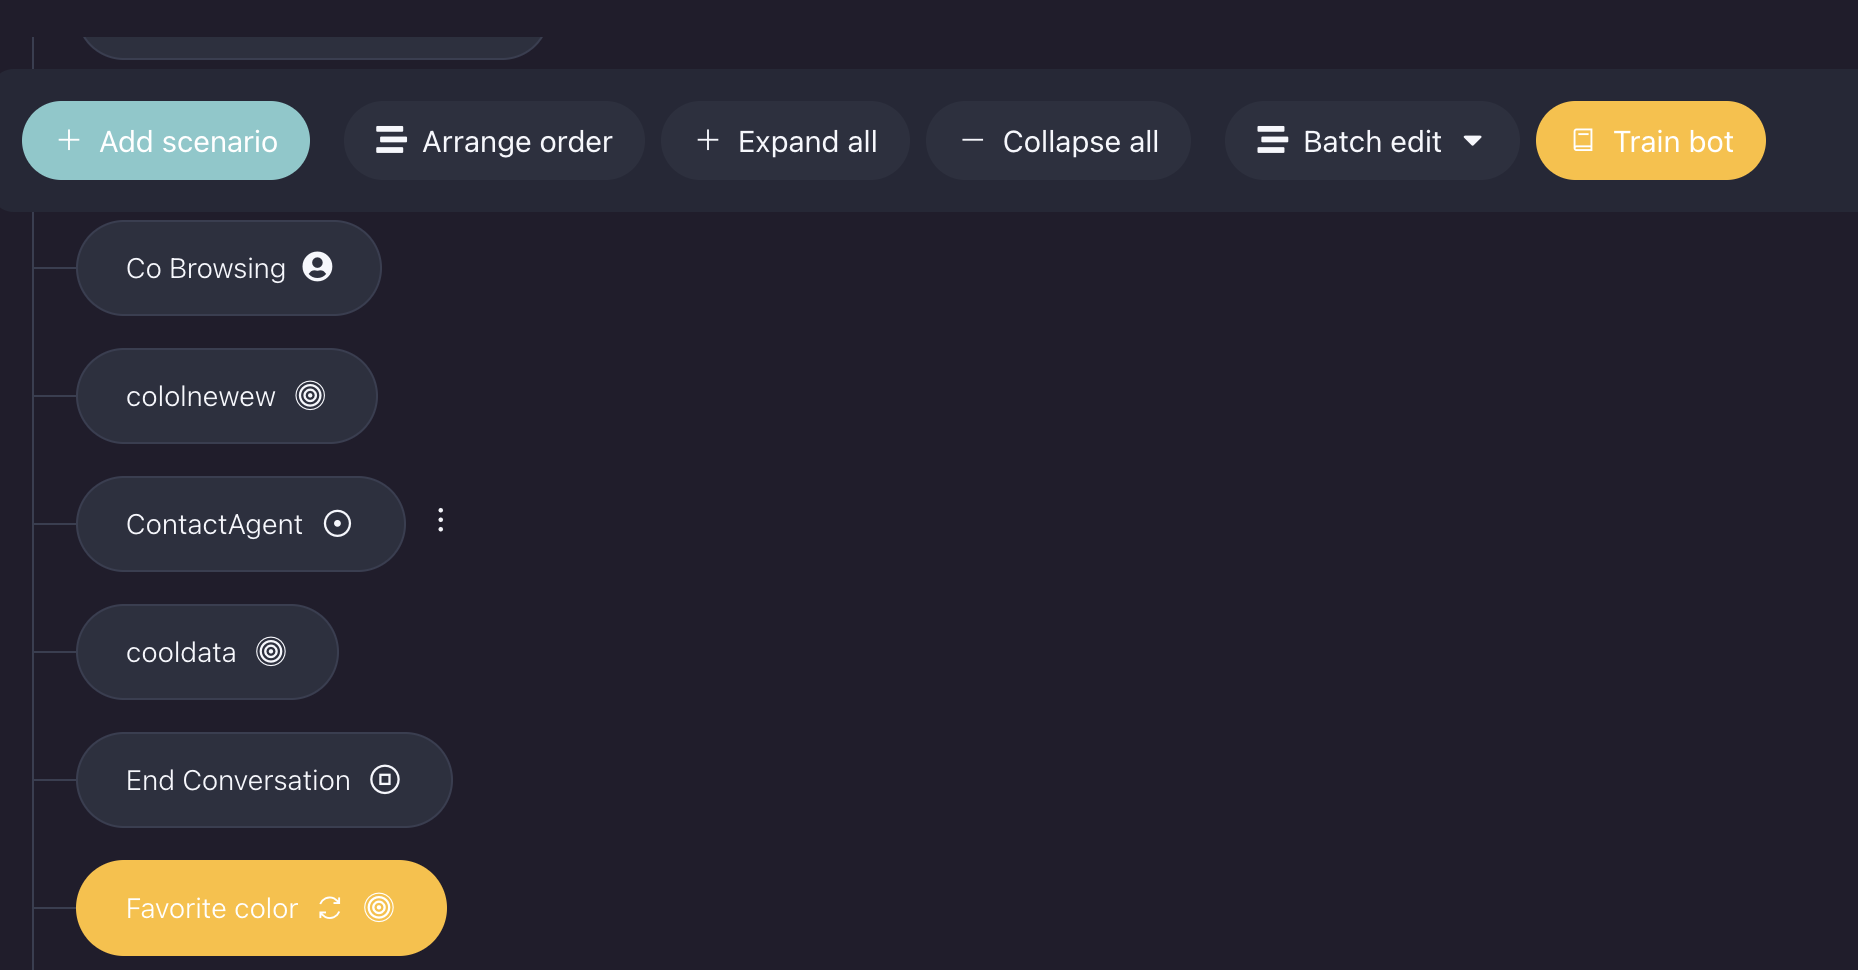 Add scenario
Arrange order
Expand all
Collapse all
Batch edit
Train bot
Co Browsing
cololnewew
ContactAgent
cooldata
End Conversation
Favorite color